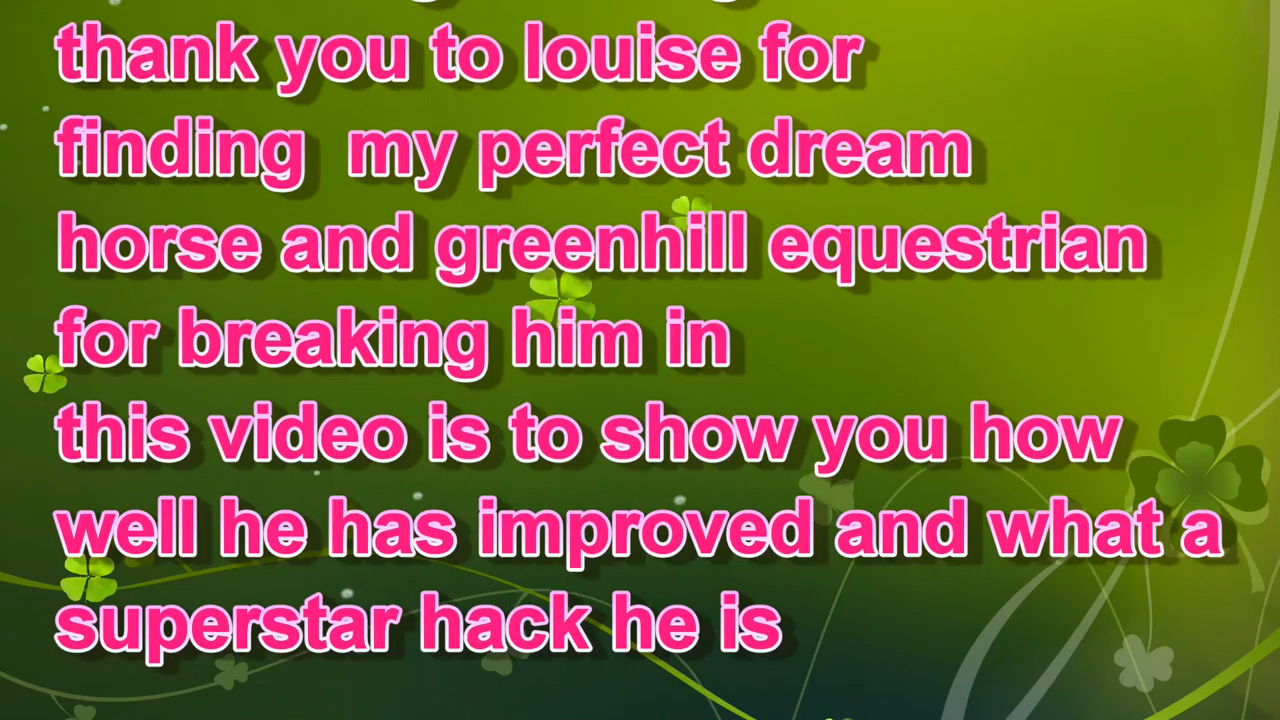 thank you to louise for
finding  my perfect dream
horse and greenhill equestrian
for breaking him in
this video is to show you how
well he has improved and what a
superstar hack he is